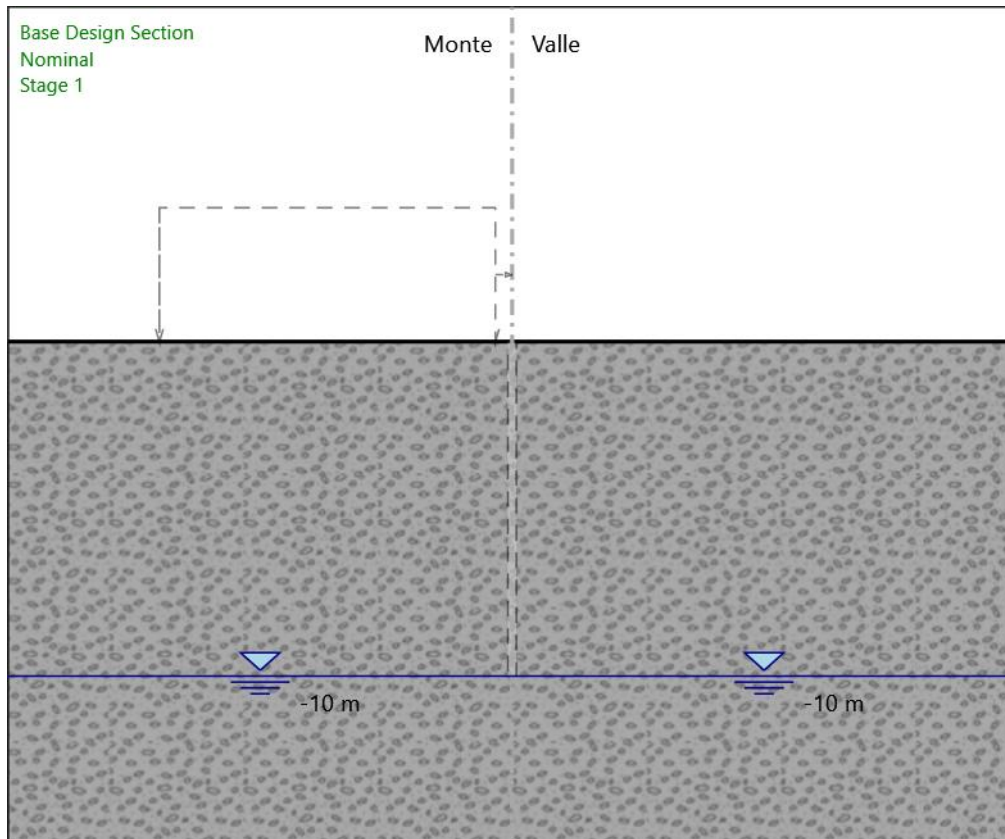 Base Design Section
Nominal
Stage 1
Monte
Valle
-10 m
-10 m